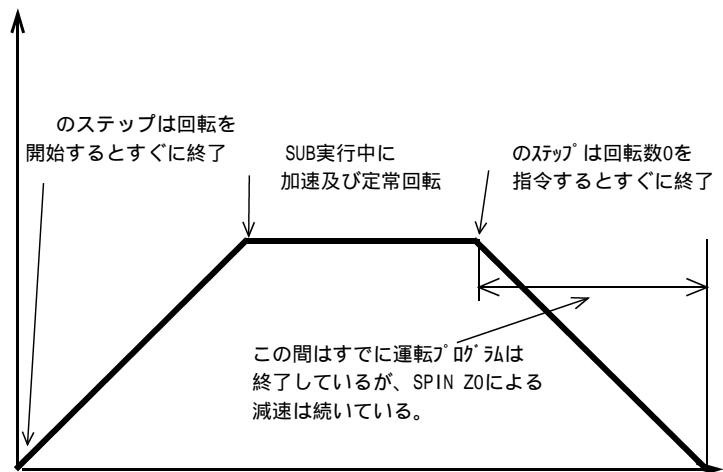 のステップは回転を
開始するとすぐに終了
SUB実行中に
加速及び定常回転
のｽﾃｯﾌﾟは回転数0を
指令するとすぐに終了
この間はすでに運転ﾌﾟﾛｸﾞﾗﾑは
終了しているが、SPIN Z0による
減速は続いている。